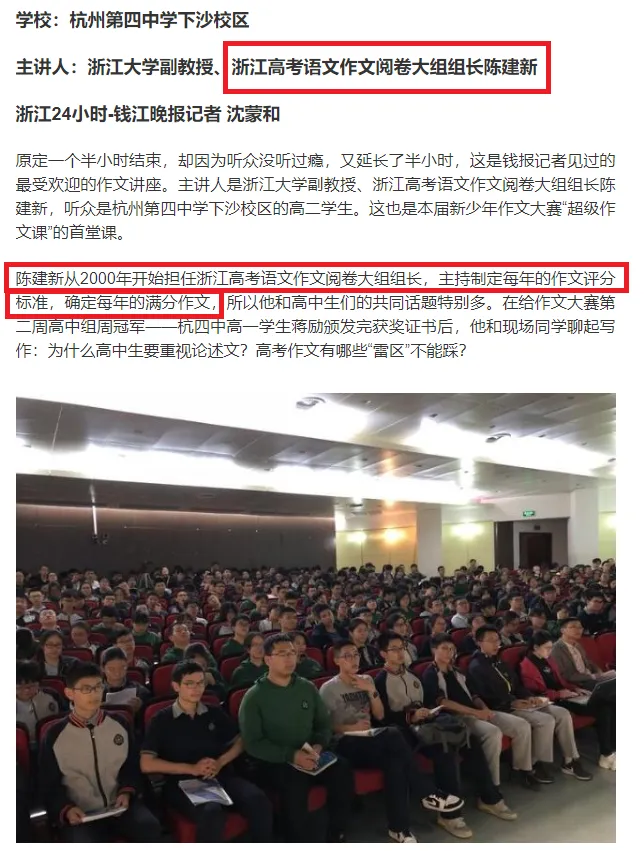 学校：杭州第四中学下沙校区
主讲人：浙江大学副教授、浙江高考语文作文阅卷大组组长陈建新
浙江24小时-钱江晚报记者 沈蒙和
原定一个半小时结束，却因为听众没听过瘾，又延长了半小时，这是钱报记者见过的
最受欢迎的作文讲座。主讲人是浙江大学副教授、浙江高考语文作文阅卷大组组长陈
建新，听众是杭州第四中学下沙校区的高二学生。这也是本届新少年作文大赛“超级作
文课”的首堂课。
陈建新从2000年开始担任浙江高考语文作文阅卷大组组长，主持制定每年的作文评分
标准，确定每年的满分作文，所以他和高中生们的共同话题特别多。在给作文大赛第
二周高中组周冠军——杭四中高一学生蒋励颁发完获奖证书后，他和现场同学聊起写
作：为什么高中生要重视论述文？高考作文有哪些“雷区”不能踩？